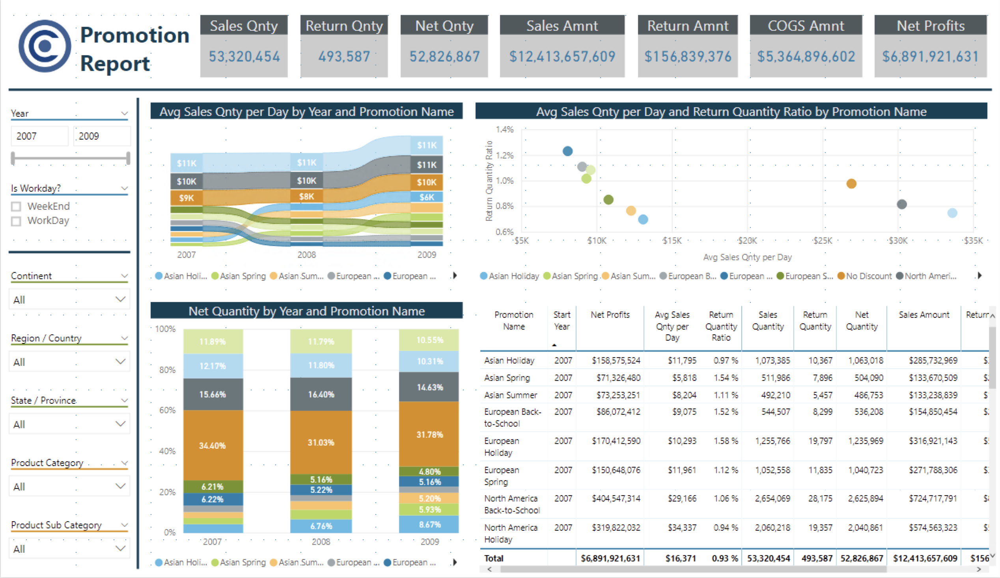 Promotion
Report
Sales Qnty
53,320,454
Return Qnty
493,587
Net Qnty
52,826,867
Sales Amnt
$12,413,657,609
Return Amnt
$156,839,376
COGS Amnt
$5,364,896,602
Net Profits
$6,891,921,631
Year
2007 2009
Is Workday?
WeekEnd
WorkDay
Continent
All
Region / Country
All
State / Province
All
Product Category
All
Product Sub Category
All
Avg Sales Qnty per Day by Year and Promotion Name
$11K $11K $11K
$10K $10K $11K
$9K $8K $10K
$6K
2007 2008 2009
Asian Holi... Asian Spring Asian Sum... European ... European ...
Avg Sales Qnty per Day and Return Quantity Ratio by Promotion Name
Return Quantity Ratio
1.4%
1.2%
1.0%
0.8%
0.6%
$5K $10K $15K $20K $25K $30K $35K
Avg Sales Qnty per Day
Asian Holiday Asian Spring Asian Sum... European B... European ... European S... No Discount North Ameri...
Net Quantity by Year and Promotion Name
100%
80%
60%
40%
20%
0%
11.89% 11.79% 10.55%
12.17% 11.80% 10.31%
15.66% 16.40% 14.63%
34.40% 31.03% 31.78%
6.21% 5.16% 4.80%
6.22% 5.22% 5.16%
5.20%
5.93%
6.76% 8.67%
2007 2008 2009
Asian Holi... Asian Spring Asian Sum... European ... European ...
Promotion Name Start Year Net Profits Avg Sales Qnty per Day Return Quantity Ratio Sales Quantity Return Quantity Net Quantity Sales Amount Return
Asian Holiday 2007 $158,575,524 $11,795 0.97 % 1,073,385 10,367 1,063,018 $285,732,969
Asian Spring 2007 $71,326,480 $5,818 1.54 % 511,986 7,896 504,090 $133,670,509
Asian Summer 2007 $73,253,251 $8,204 1.11 % 492,210 5,457 486,753 $133,238,839
European Back-to-School 2007 $86,072,412 $9,075 1.52 % 544,507 8,299 536,208 $154,850,454
European Holiday 2007 $170,412,590 $10,293 1.58 % 1,255,766 19,797 1,235,969 $316,921,143
European Spring 2007 $150,648,076 $11,961 1.12 % 1,052,558 11,835 1,040,723 $271,788,306
North America Back-to-School 2007 $404,547,314 $29,166 1.06 % 2,654,069 28,175 2,625,894 $724,717,791
North America Holiday 2007 $319,822,032 $34,337 0.94 % 2,060,218 19,357 2,040,861 $574,563,323
Total $6,891,921,631 $16,371 0.93 % 53,320,454 493,587 52,826,867 $12,413,657,609 $156